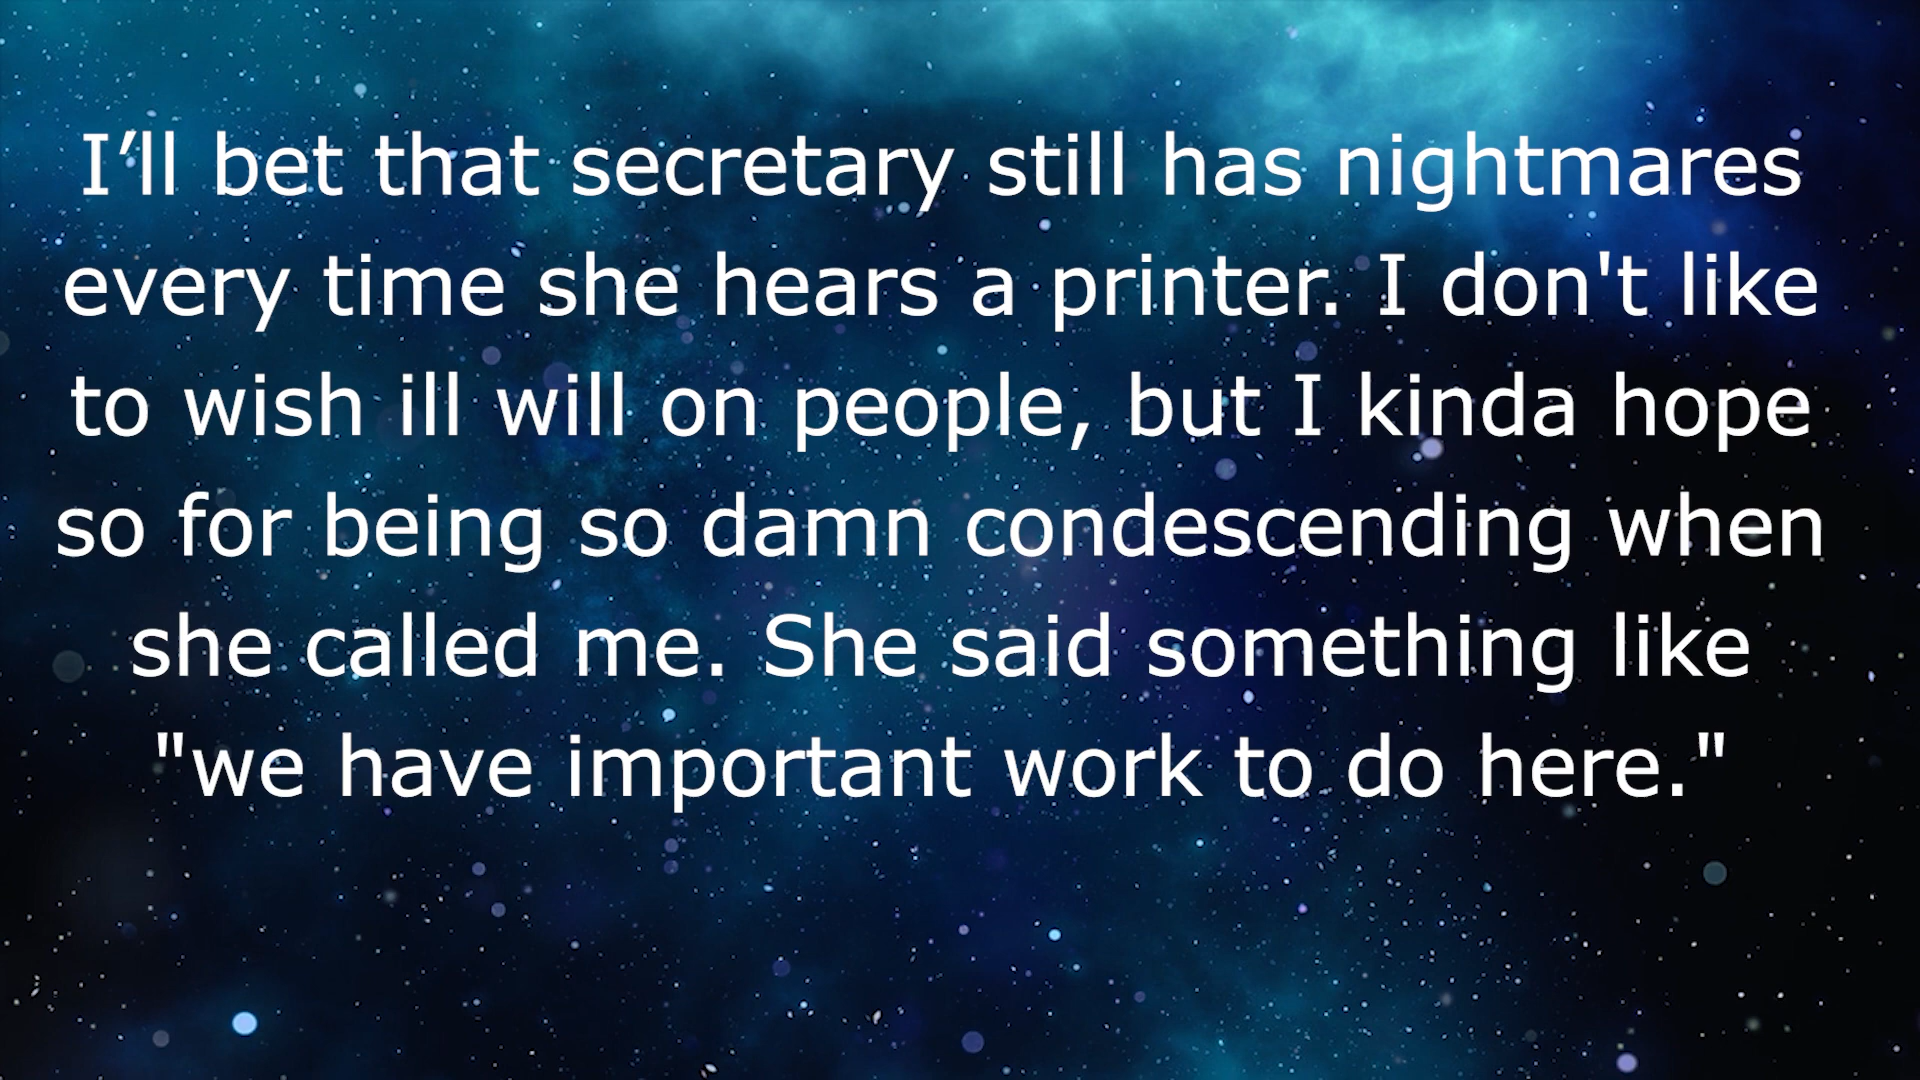 I’ll bet that secretary still has nightmares
every time she hears a printer. I don't like
to wish ill will on people, but I kinda hope
so for being so damn condescending when
she called me. She said something like
"we have important work to do here."